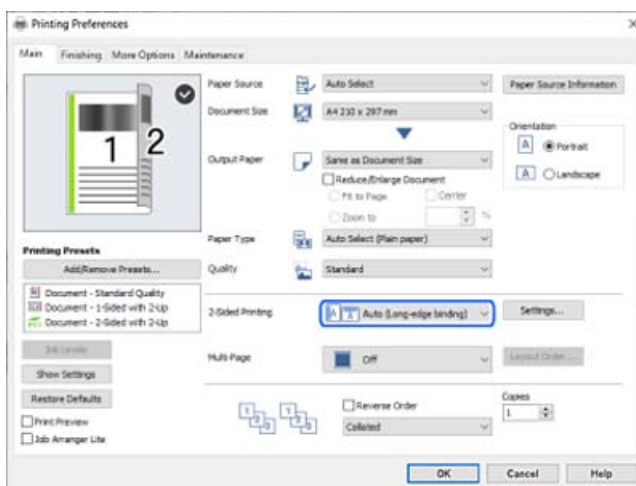 Printing Preferences
Main Finishing More Options Maintenance
1 2
Paper Source Auto Select Paper Source Information
Document Size A4 210 x 297 mm
Orientation
A Portrait
A Landscape
Output Paper Same as Document Size
Reduce/Enlarge Document
Fit to Page Center
Zoom to %
Paper Type Auto Select (Plain paper)
Quality Standard
Printing Presets
Add/Remove Presets...
Document - Standard Quality
Document - 1-Sided with 2-Up
Document - 2-Sided with 2-Up
2-Sided Printing A Auto (Long-edge binding) Settings...
Multi-Page Off Layout Order...
Ink Levels
Show Settings
Restore Defaults
Print Preview
Job Arranger Lite
Reverse Order
Collated
Copies
1
OK Cancel Help